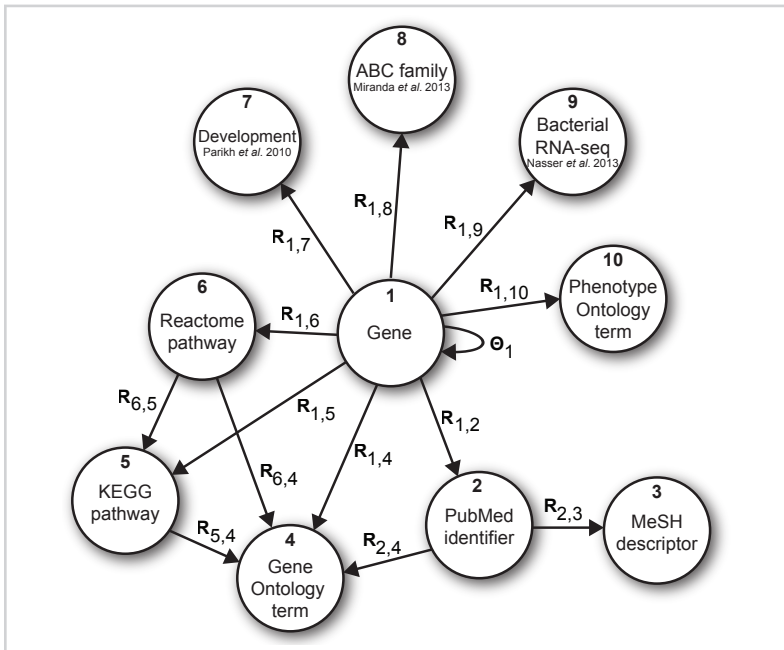 8
ABC family
Miranda et al. 2013
7
Development
Parikh et al. 2010
9
Bacterial
RNA-seq
Nasser et al. 2013
R1,8
R1,7
R1,9
10
Phenotype
Ontology
term
R1,10
1
Gene
Θ1
6
Reactome
pathway
R1,6
R6,5
R1,5
R1,4
R1,2
R6,4
5
KEGG
pathway
R5,4
2
PubMed
identifier
R2,3
3
MeSH
descriptor
R2,4
4
Gene
Ontology
term